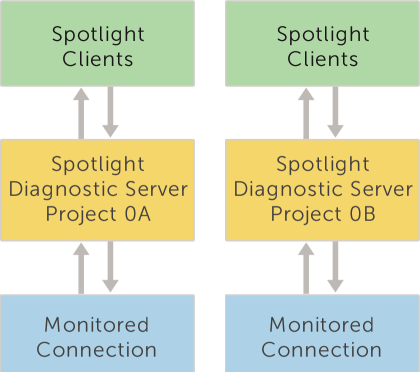 Spotlight
Clients
Spotlight
Diagnostic Server
Project 0A
Monitored
Connection
Spotlight
Clients
Spotlight
Diagnostic Server
Project 0B
Monitored
Connection